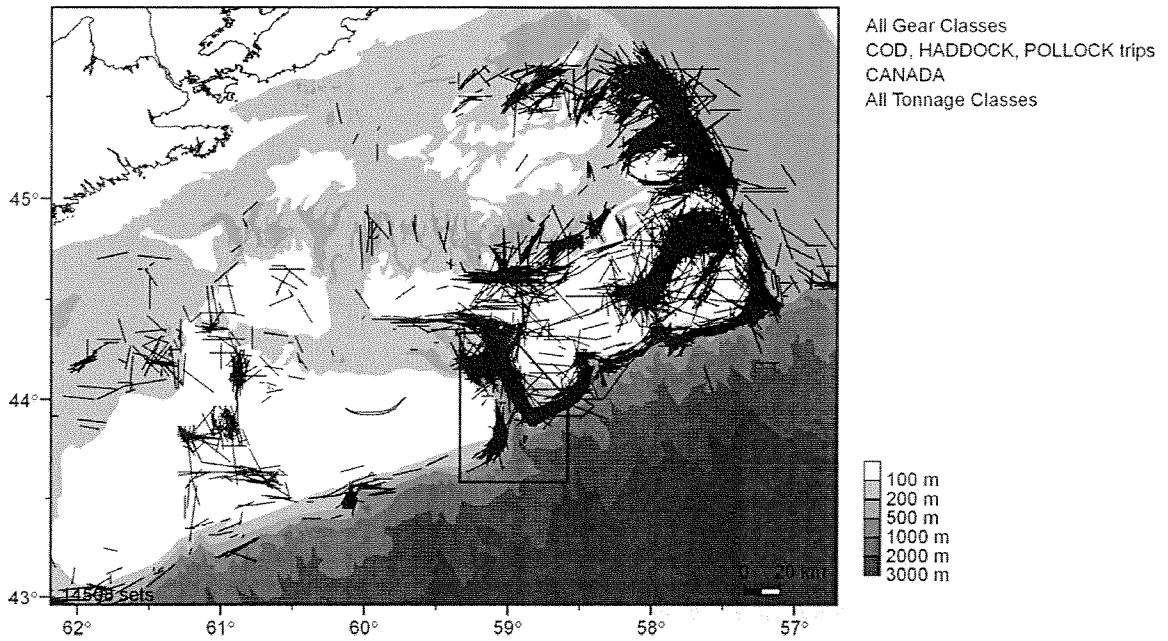 All Gear Classes
COD, HADDOCK, POLLOCK trips
CANADA
All Tonnage Classes
45°
44°
43°
100 m
200 m
500 m
1000 m
2000 m
3000 m
0 20 km
sets
62° 61° 60° 59° 58° 57°